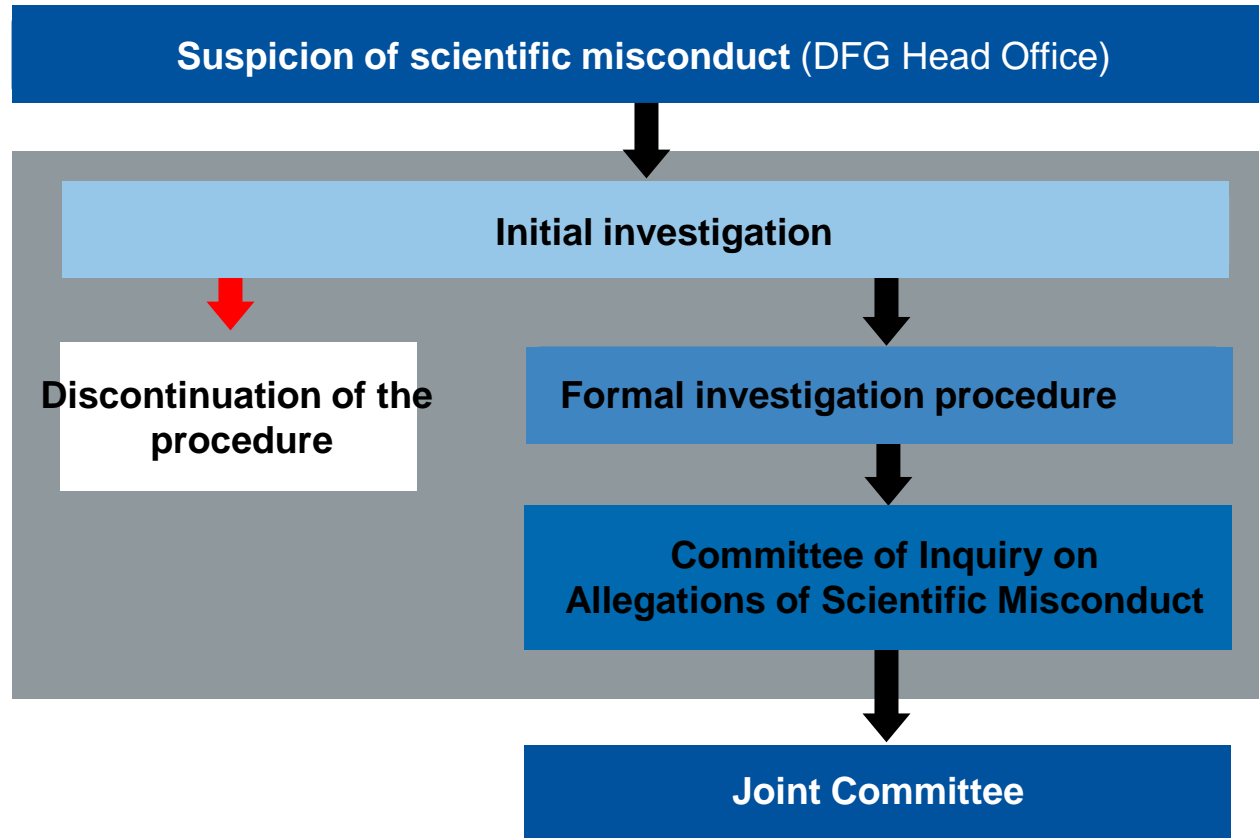 Suspicion of scientific misconduct (DFG Head Office)
Initial investigation
Discontinuation of the
procedure
Formal investigation procedure
Committee of Inquiry on
Allegations of Scientific Misconduct
Joint Committee